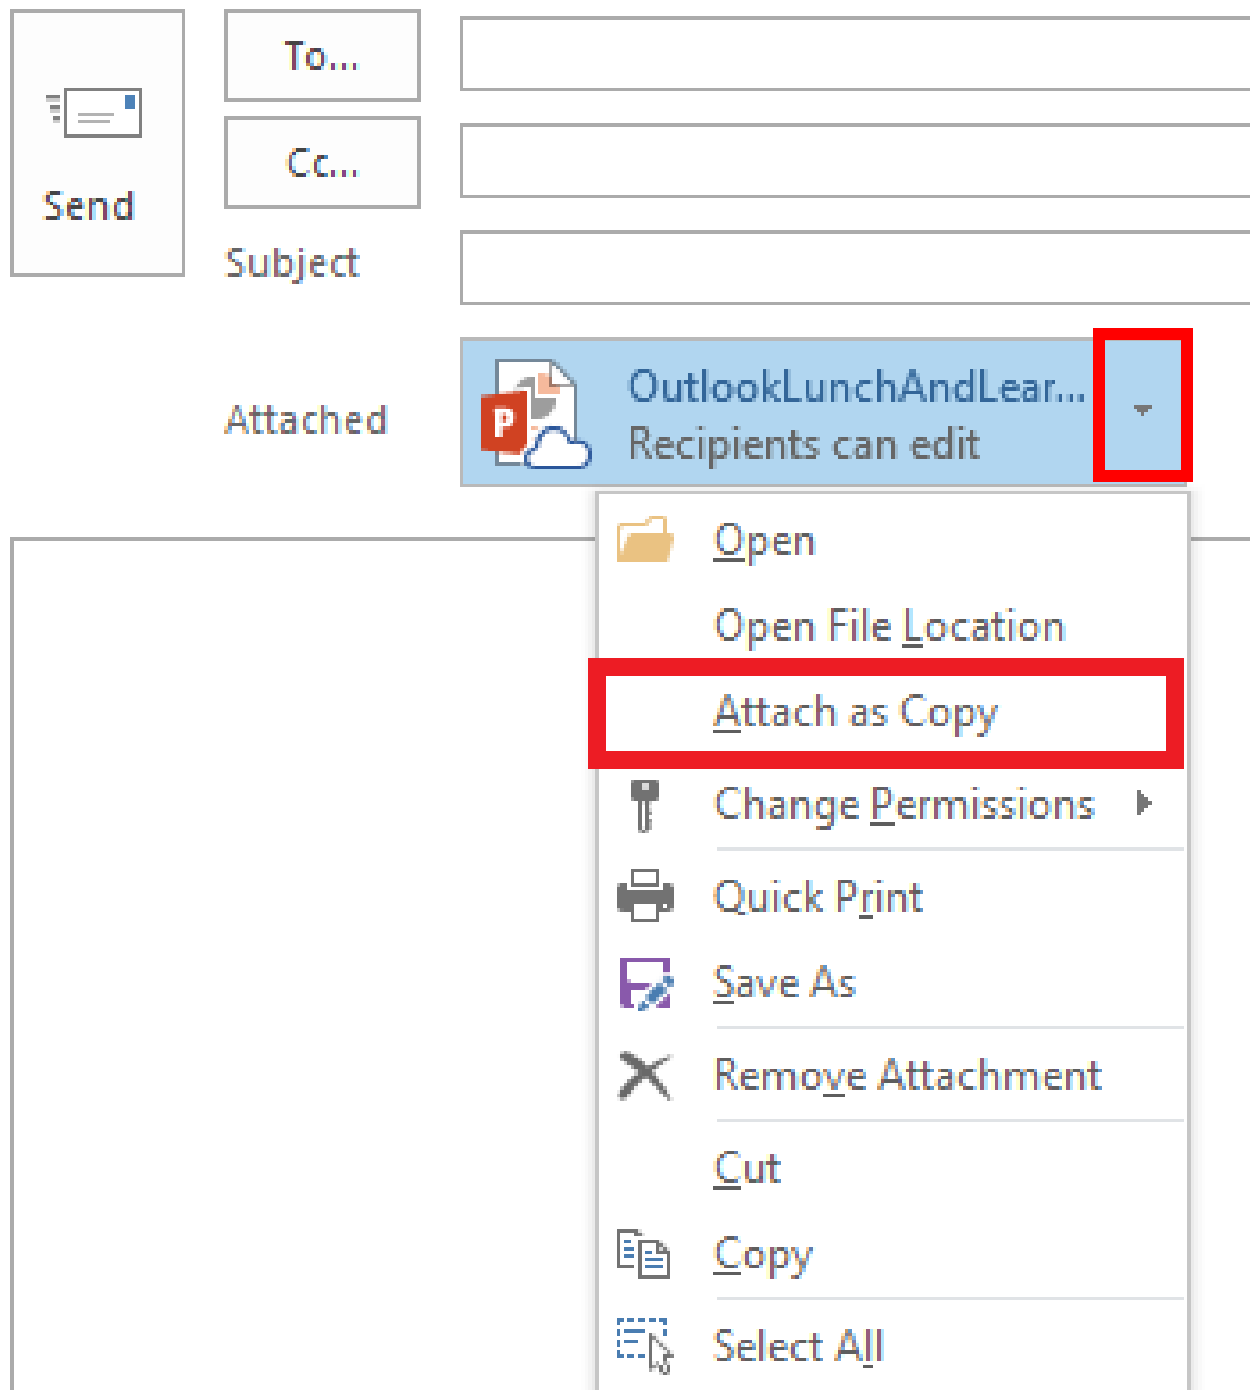 To...
Cc...
Send
Subject
Attached
P
OutlookLunchAndLear...
Recipients can edit
Open
Open File Location
Attach as Copy
Change Permissions
Quick Print
Save As
Remove Attachment
Cut
Copy
Select All